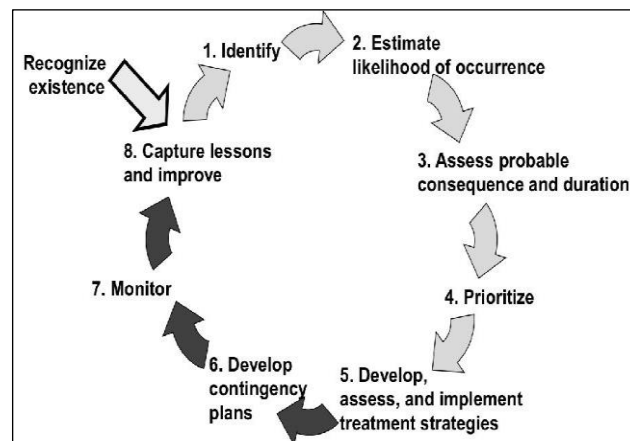 Recognize
existence
1. Identify
2. Estimate
likelihood of occurrence
3. Assess probable
consequence and duration
4. Prioritize
5. Develop,
assess, and implement
treatment strategies
6. Develop
contingency
plans
7. Monitor
8. Capture lessons
and improve